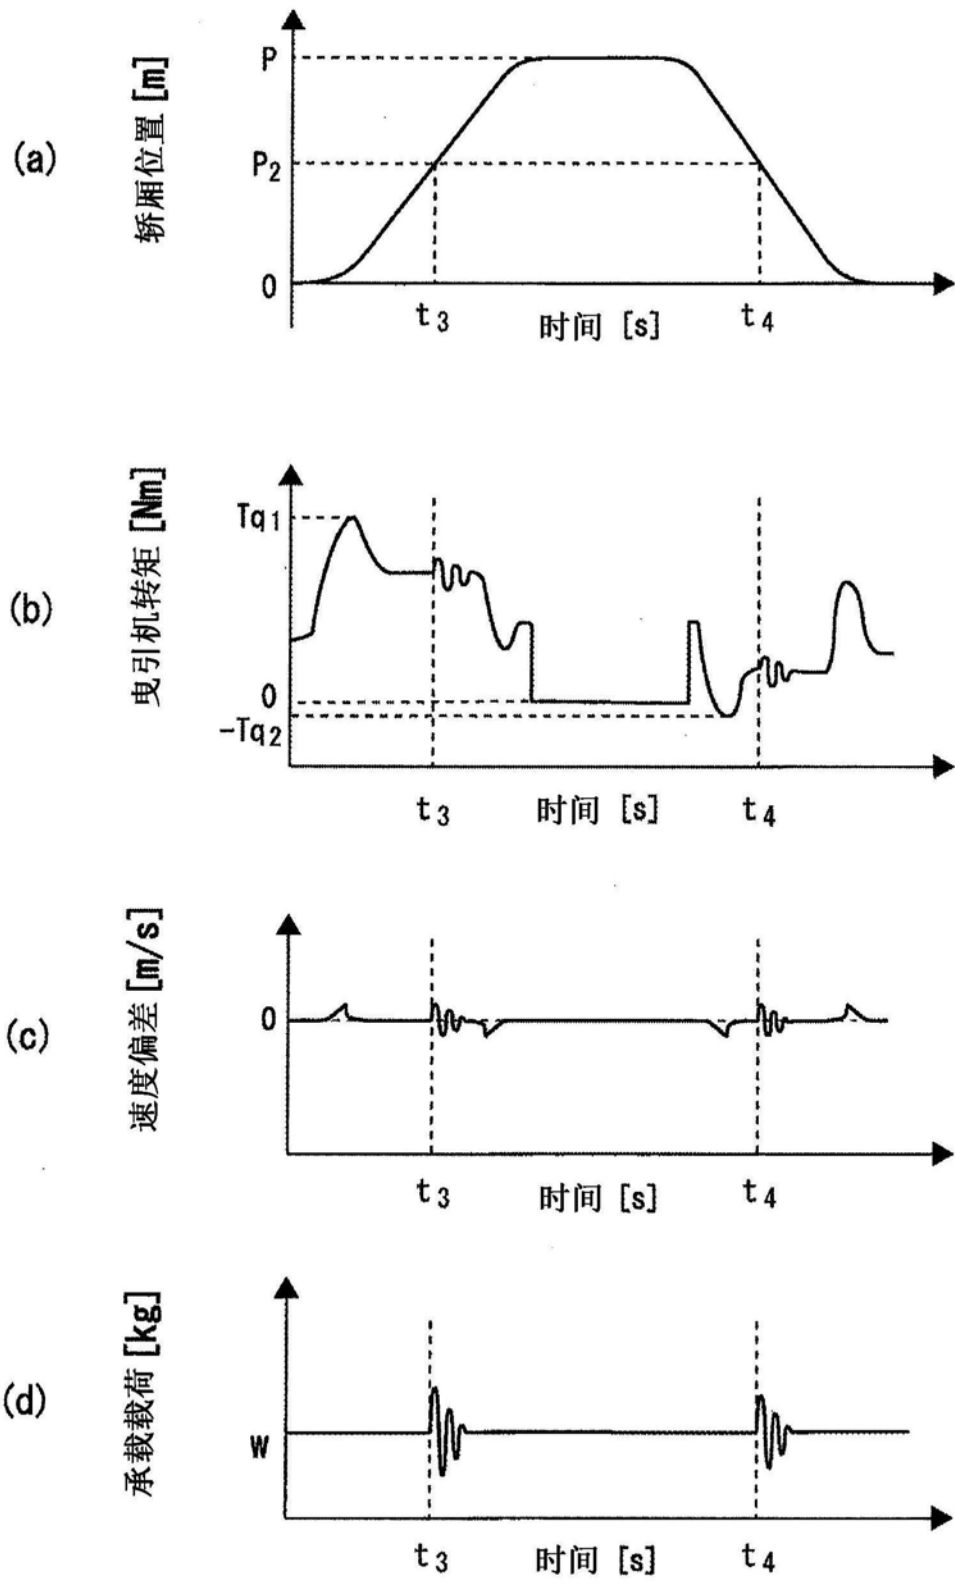 (a)
轿厢位置 [m]
P
P2
0
t3
时间 [s]
t4
(b)
曳引机转矩 [Nm]
Tq1
0
-Tq2
t3
时间 [s]
t4
(c)
速度偏差 [m/s]
0
t3
时间 [s]
t4
(d)
承载载荷 [kg]
W
t3
时间 [s]
t4